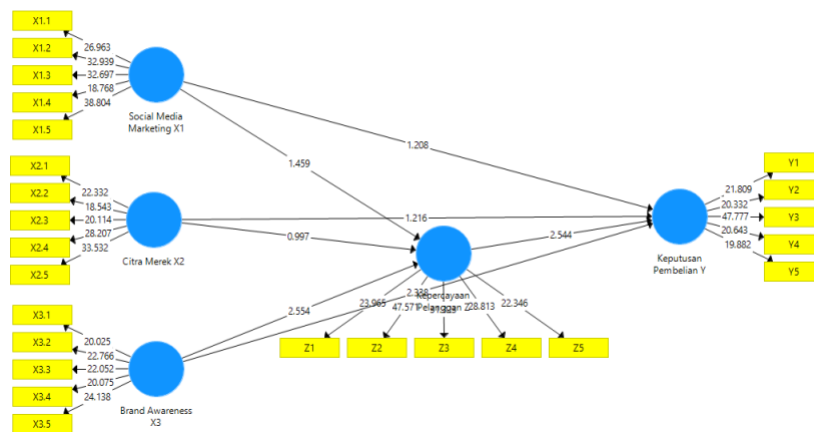 X1.1
X1.2
X1.3
X1.4
X1.5
26.963
32.939
32.697
18.768
38.804
Social Media
Marketing X1
1.208
1.459
X2.1
X2.2
X2.3
X2.4
X2.5
22.332
18.543
20.114
28.207
33.532
Citra Merek X2
1.216
0.997
X3.1
X3.2
X3.3
X3.4
X3.5
20.025
22.766
22.052
20.075
24.138
Brand Awareness
X3
2.554
2.544
Kepercayaan
Pelanggan Z
23.965
47.571
28.813
22.346
Z1
Z2
Z3
Z4
Z5
Keputusan
Pembelian Y
21.809
20.332
47.777
20.643
19.882
Y1
Y2
Y3
Y4
Y5